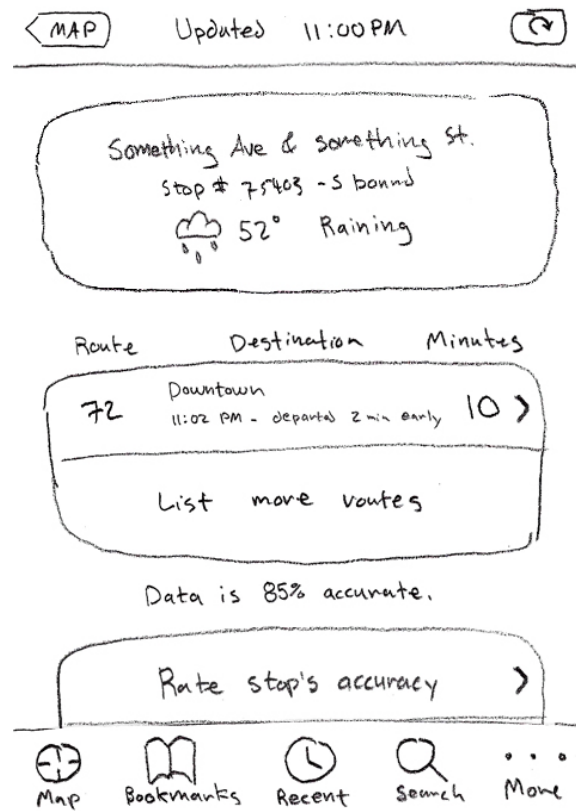 MAP Updated 11:00 PM
Something Ave & something st.
Stop # 75403 - S bound
52° Raining
Route Destination Minutes
72 Downtown 10 >
11:02 PM - departed 2 min early
List more routes
Data is 85% accurate.
Rate stop's accuracy >
Map Bookmarks Recent Search More